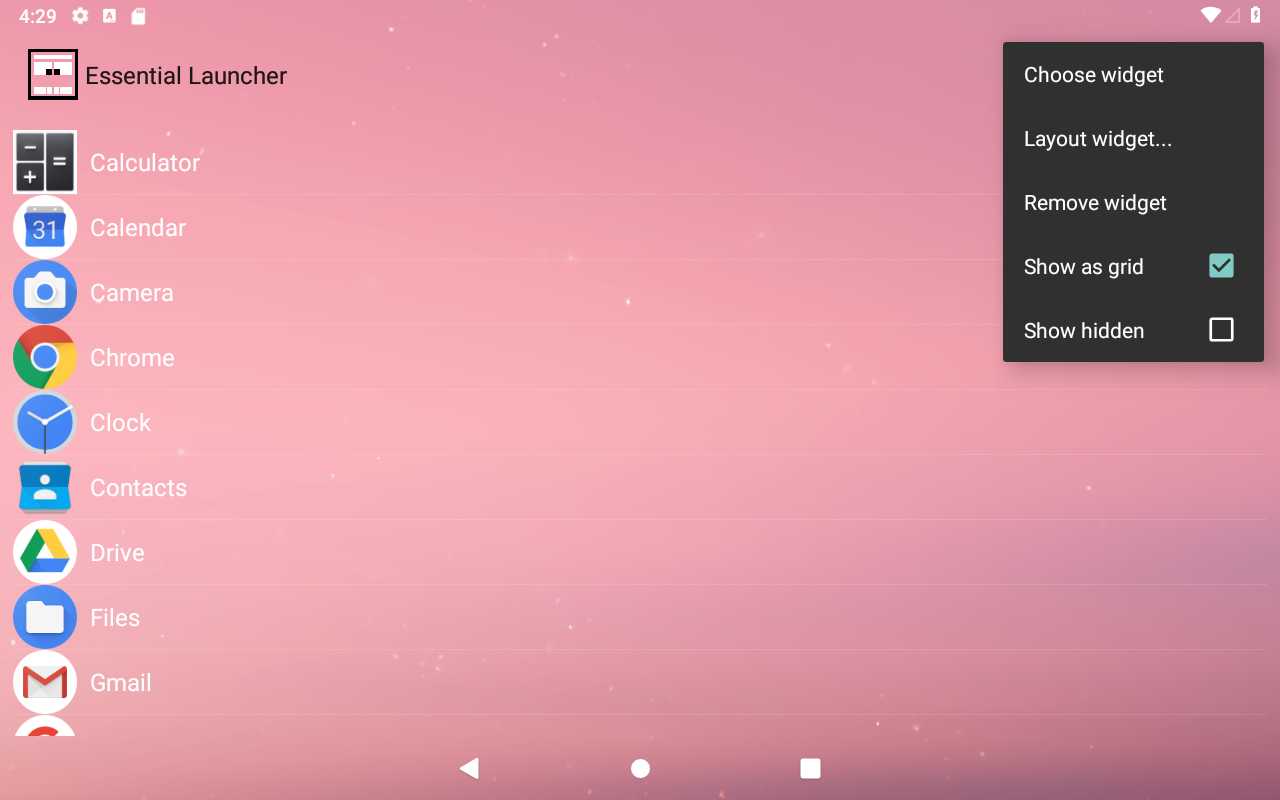 4:29
Essential Launcher
Choose widget
Layout widget...
Remove widget
Show as grid
Show hidden
Calculator
31
Calendar
Camera
Chrome
Clock
Contacts
Drive
Files
Gmail